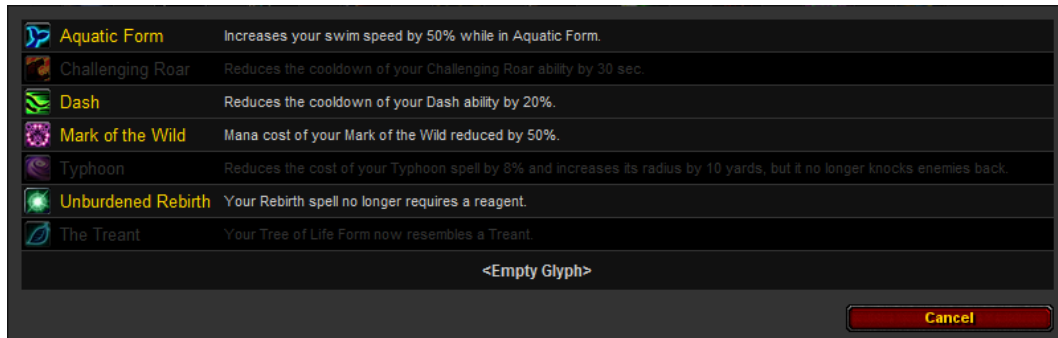 Aquatic Form Increases your swim speed by 50% while in Aquatic Form.
Challenging Roar Reduces the cooldown of your Challenging Roar ability by 30 sec.
Dash Reduces the cooldown of your Dash ability by 20%.
Mark of the Wild Mana cost of your Mark of the Wild reduced by 50%.
Typhoon Reduces the cost of your Typhoon spell by 8% and increases its radius by 10 yards, but it no longer knocks enemies back.
Unburdened Rebirth Your Rebirth spell no longer requires a reagent.
The Treant Your Tree of Life Form now resembles a Treant.
<Empty Glyph>
Cancel